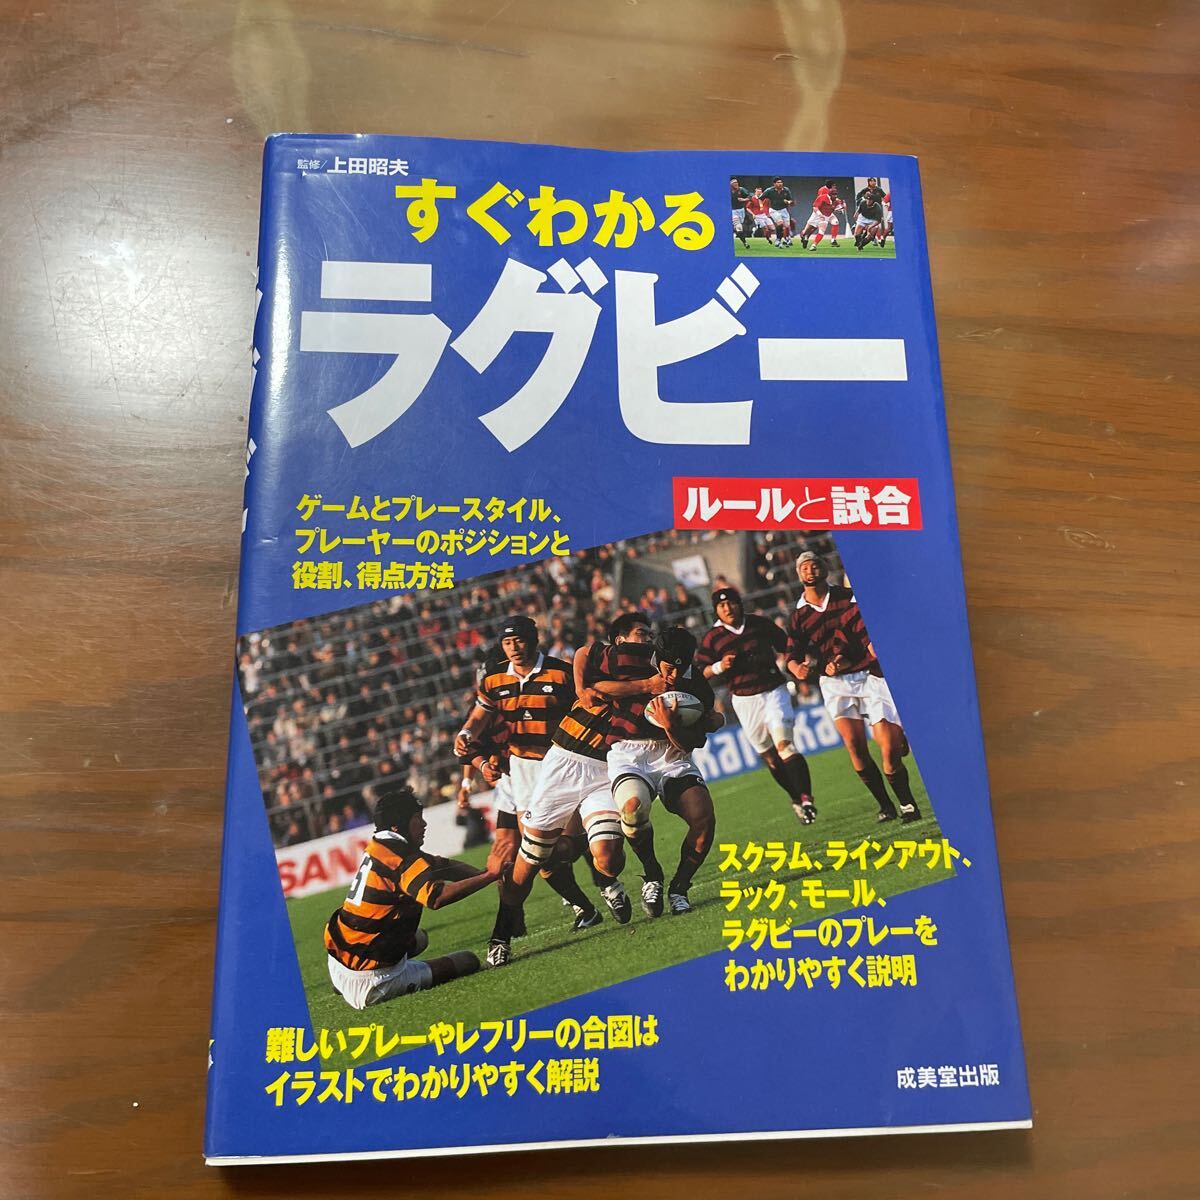 監修/上田昭夫
すぐわかる
ラグビー
ルールと試合
ゲームとプレースタイル、
プレーヤーのポジションと
役割、得点方法
SAN
スクラム、ラインアウト、
ラック、モール、
ラグビーのプレーを
わかりやすく説明
難しいプレーやレフリーの合図は
イラストでわかりやすく解説
成美堂出版